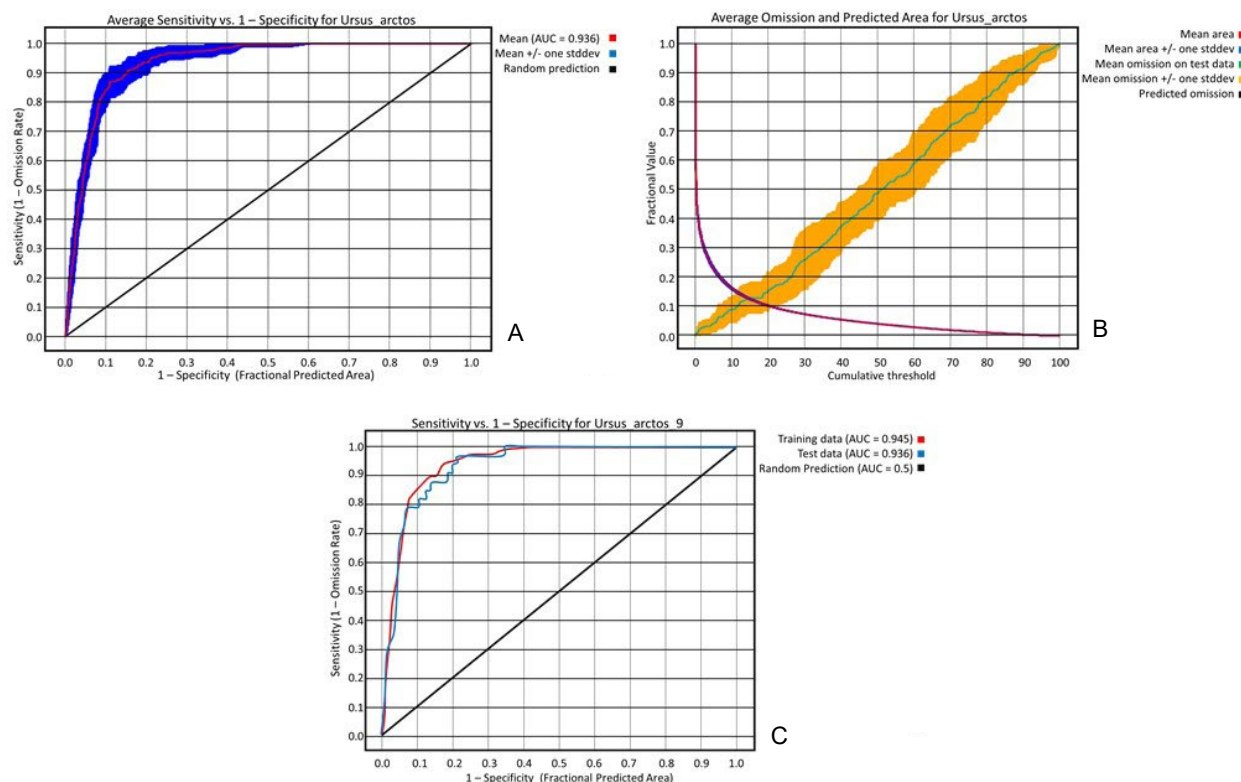 Average Sensitivity vs. 1 – Specificity for Ursus_arctos
Mean (AUC = 0.936)
Mean +/- one stddev
Random prediction
Sensitivity (1 – Omission Rate)
1.0
0.9
0.8
0.7
0.6
0.5
0.4
0.3
0.2
0.1
0.0
0.0 0.1 0.2 0.3 0.4 0.5 0.6 0.7 0.8 0.9 1.0
1 – Specificity (Fractional Predicted Area)
A
Average Omission and Predicted Area for Ursus_arctos
Mean area
Mean area +/- one stddev
Mean omission on test data
Mean omission +/- one stddev
Predicted omission
Fractional Value
1.0
0.9
0.8
0.7
0.6
0.5
0.4
0.3
0.2
0.1
0.0
0 10 20 30 40 50 60 70 80 90 100
Cumulative threshold
B
Sensitivity vs. 1 – Specificity for Ursus_arctos_9
Training data (AUC = 0.945)
Test data (AUC = 0.936)
Random Prediction (AUC = 0.5)
Sensitivity (1 – Omission Rate)
1.0
0.9
0.8
0.7
0.6
0.5
0.4
0.3
0.2
0.1
0.0
0.0 0.1 0.2 0.3 0.4 0.5 0.6 0.7 0.8 0.9 1.0
1 – Specificity (Fractional Predicted Area)
C